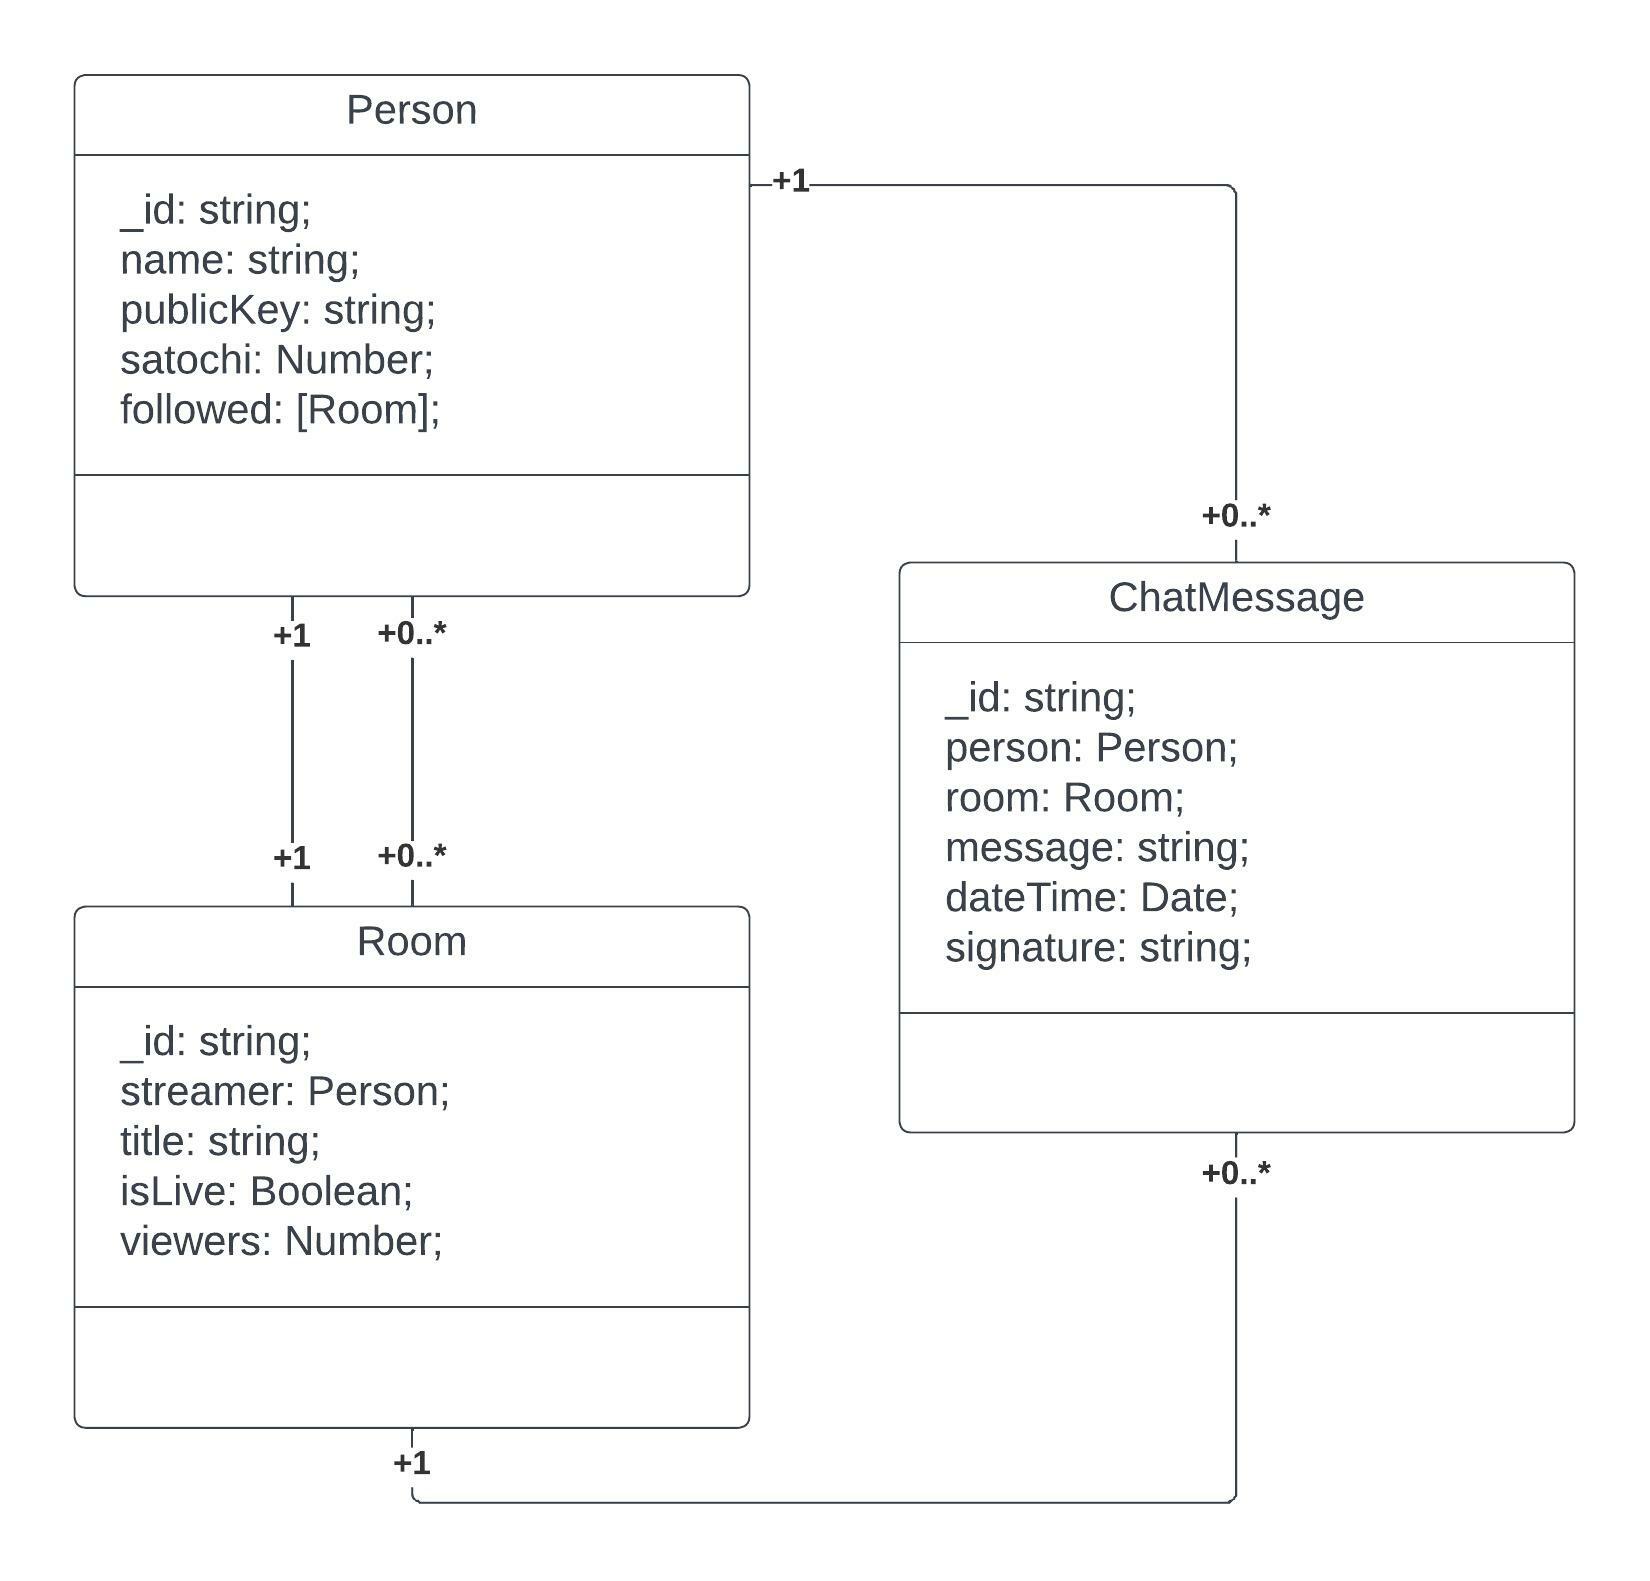 Person
_id: string;
name: string;
publicKey: string;
satochi: Number;
followed: [Room];
+1
+0..*
+1
+0..*
+1
+0..*
Room
_id: string;
streamer: Person;
title: string;
isLive: Boolean;
viewers: Number;
ChatMessage
_id: string;
person: Person;
room: Room;
message: string;
dateTime: Date;
signature: string;
+0..*
+1